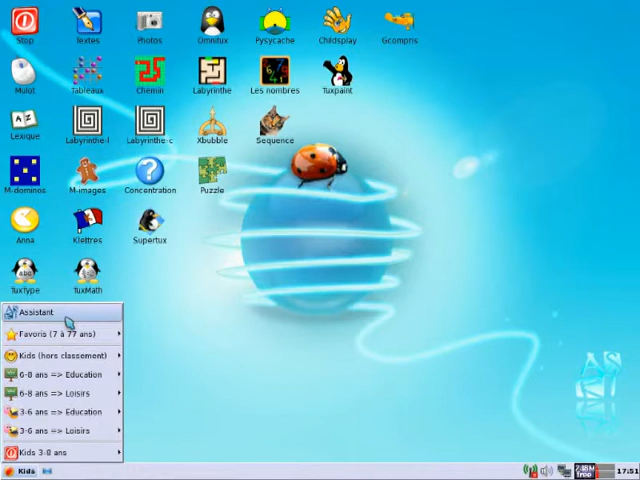 Stop
Textes
Photos
Omnitux
Pysycache
Childsplay
Gcompris
Mulot
Tableaux
Chemin
Labyrinthe
Les nombres
Tuxpaint
Lexique
Labyrinthe-l
Labyrinthe-c
Xbubble
Sequence
M-dominos
M-images
Concentration
Puzzle
Anna
Klettres
Supertux
TuxType
TuxMath
Assistant
Favoris (7 à 77 ans)
Kids (hors classement)
6-8 ans => Education
6-8 ans => Loisirs
3-6 ans => Education
3-6 ans => Loisirs
Kids 3-8 ans
Kids
free
17:51